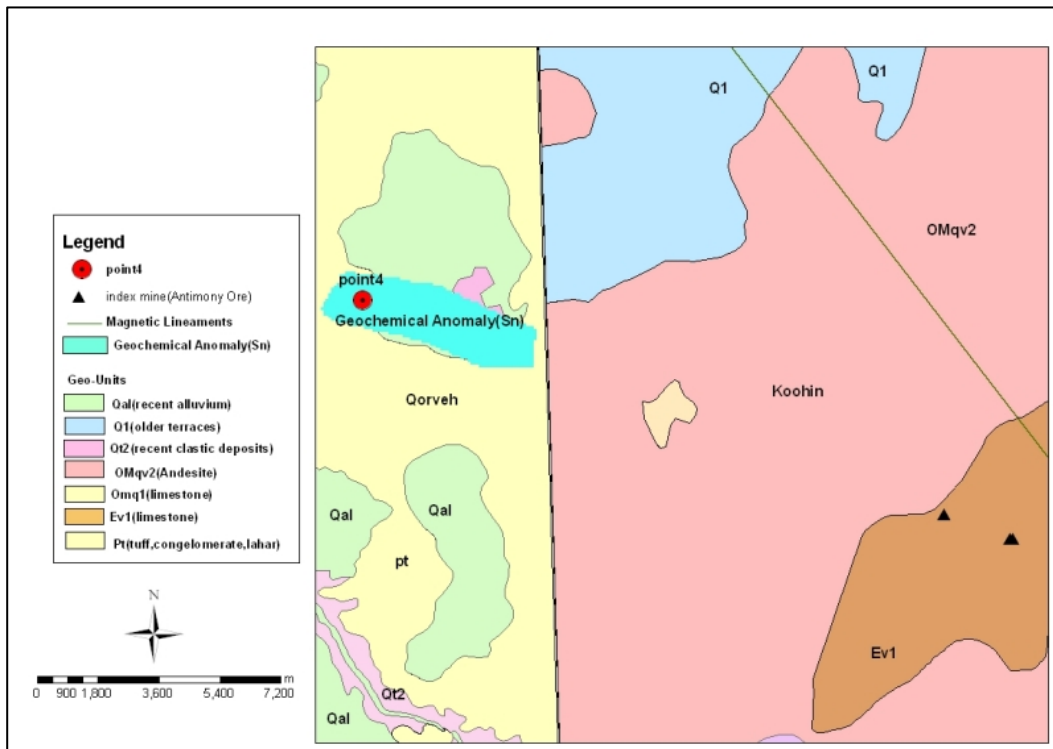 Legend
point4
index mine(Antimony Ore)
Magnetic Lineaments
Geochemical Anomaly(Sn)
Geo-Units
Qal(recent alluvium)
Q1(older terraces)
Qt2(recent clastic deposits)
OMqv2(Andesite)
Omq1(limestone)
Ev1(limestone)
Pt(tuff,congelomerate,lahar)
N
0 900 1,800 3,600 5,400 7,200 m
Q1
Q1
OMqv2
point4
Geochemical Anomaly(Sn)
Qorveh
Koohin
Qal
Qal
pt
Ev1
Qt2
Qal